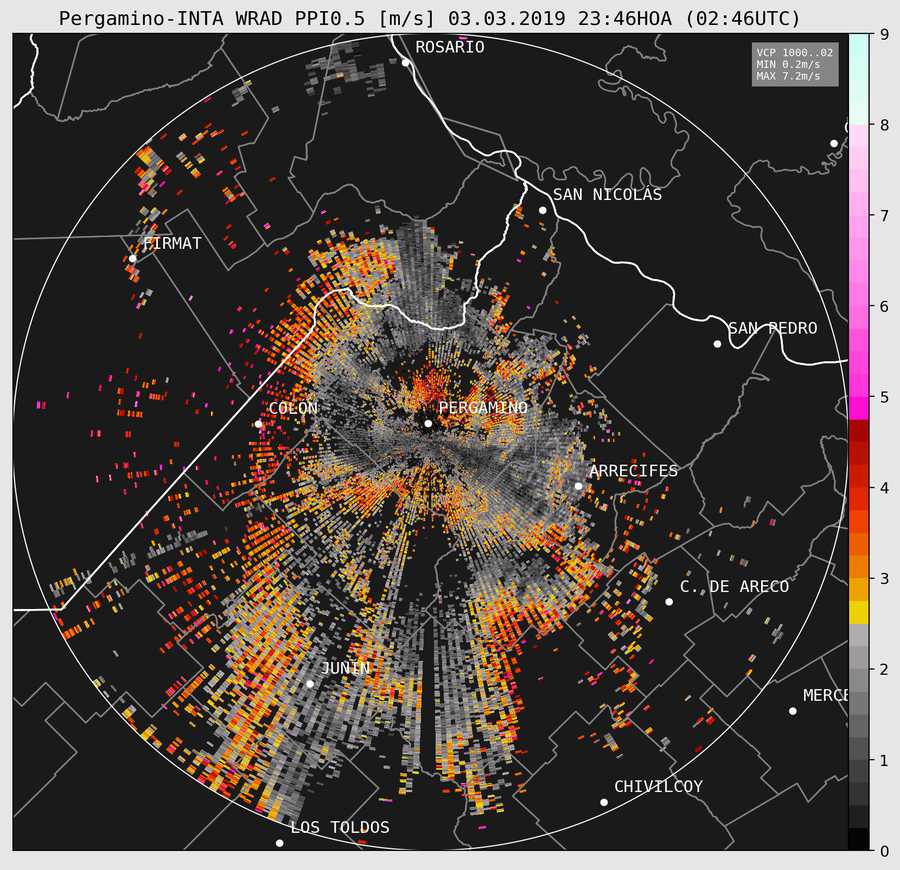 Pergamino-INTA WRAD PPI0.5 [m/s] 03.03.2019 23:46HOA (02:46UTC)
ROSARIO
VCP 1000..02
MIN 0.2m/s
MAX 7.2m/s
SAN NICOLÁS
FIRMAT
SAN PEDRO
COLÓN
PERGAMINO
ARRECIFES
C. DE ARECO
JUNÍN
MERCE
CHIVILCOY
LOS TOLDOS
9
8
7
6
5
4
3
2
1
0